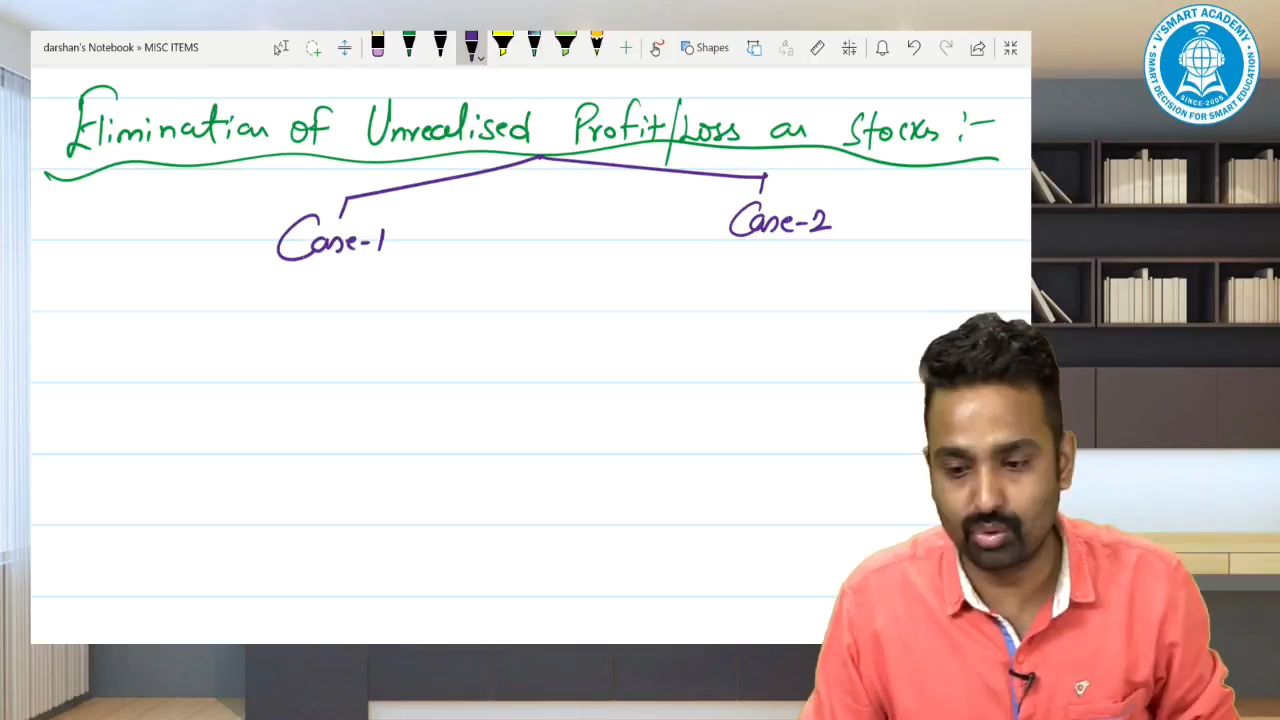 darshan's Notebook » MISC ITEMS
Shapes
V'SMART ACADEMY
SINCE-2005
SMART DECISION FOR SMART EDUCATION
Elimination of Unrealised Profit/Loss on Stocks :-
Case-1
Case-2